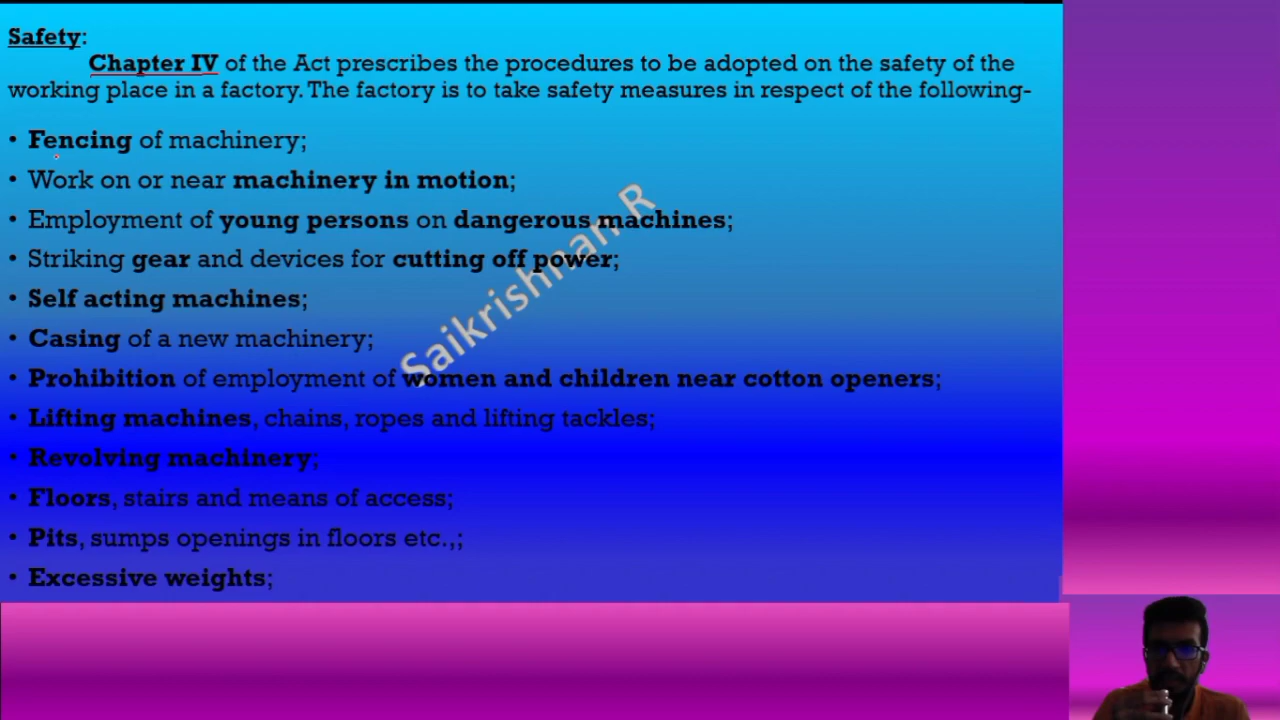 Safety:
Chapter IV of the Act prescribes the procedures to be adopted on the safety of the
working place in a factory. The factory is to take safety measures in respect of the following-
• Fencing of machinery;
• Work on or near machinery in motion;
• Employment of young persons on dangerous machines;
• Striking gear and devices for cutting off power;
• Self acting machines;
• Casing of a new machinery;
• Prohibition of employment of women and children near cotton openers;
• Lifting machines, chains, ropes and lifting tackles;
• Revolving machinery;
• Floors, stairs and means of access;
• Pits, sumps openings in floors etc.,;
• Excessive weights;
Saikrishnan R